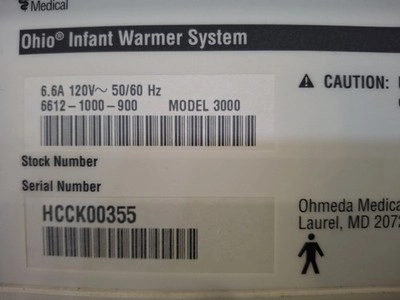 Medical
Ohio® Infant Warmer System
6.6A 120V~ 50/60 Hz
6612-1000-900 MODEL 3000
CAUTION:
Stock Number
Serial Number
HCCK00355
Ohmeda Medica
Laurel, MD 2072